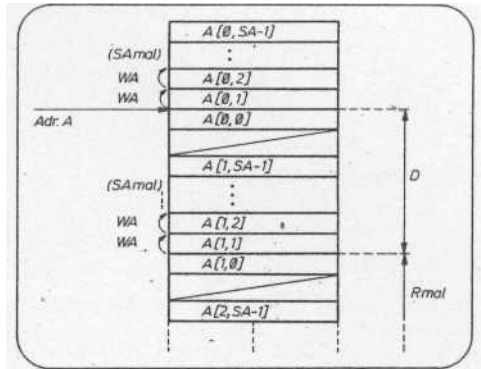 A[0,SA-1]
(SAmal)
WA A[0,2]
WA A[0,1]
Adr. A A[0,0]
A[1,SA-1]
D
(SAmal)
WA A[1,2]
WA A[1,1]
A[1,0]
Rmal
A[2,SA-1]